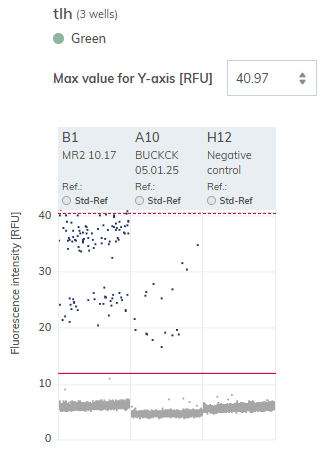 tlh (3 wells)
Green
Max value for Y-axis [RFU] 40.97
B1 A10 H12
MR2 10.17 BUCKCK 05.01.25 Negative control
Ref.: Ref.: Ref.:
Std-Ref Std-Ref Std-Ref
Fluorescence intensity [RFU]
40
30
20
10
0